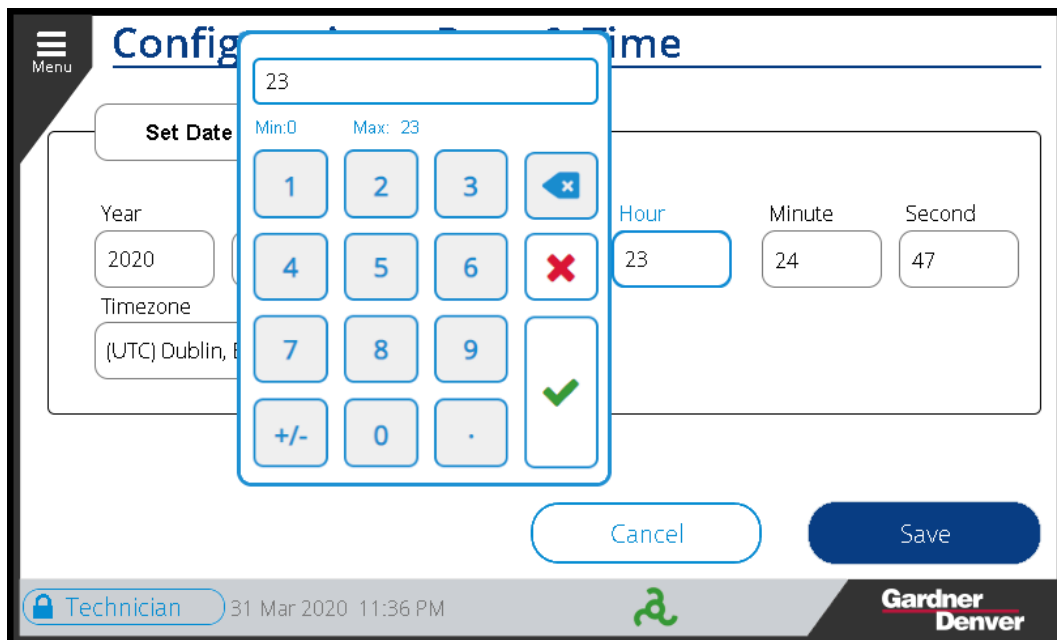 Menu
Time
23
Min:0 Max: 23
Set Date
1 2 3
Year Hour Minute Second
2020 23 24 47
4 5 6
Timezone
(UTC) Dublin,
7 8 9
+/- 0 .
Cancel Save
Technician 31 Mar 2020 11:36 PM
Gardner
Denver